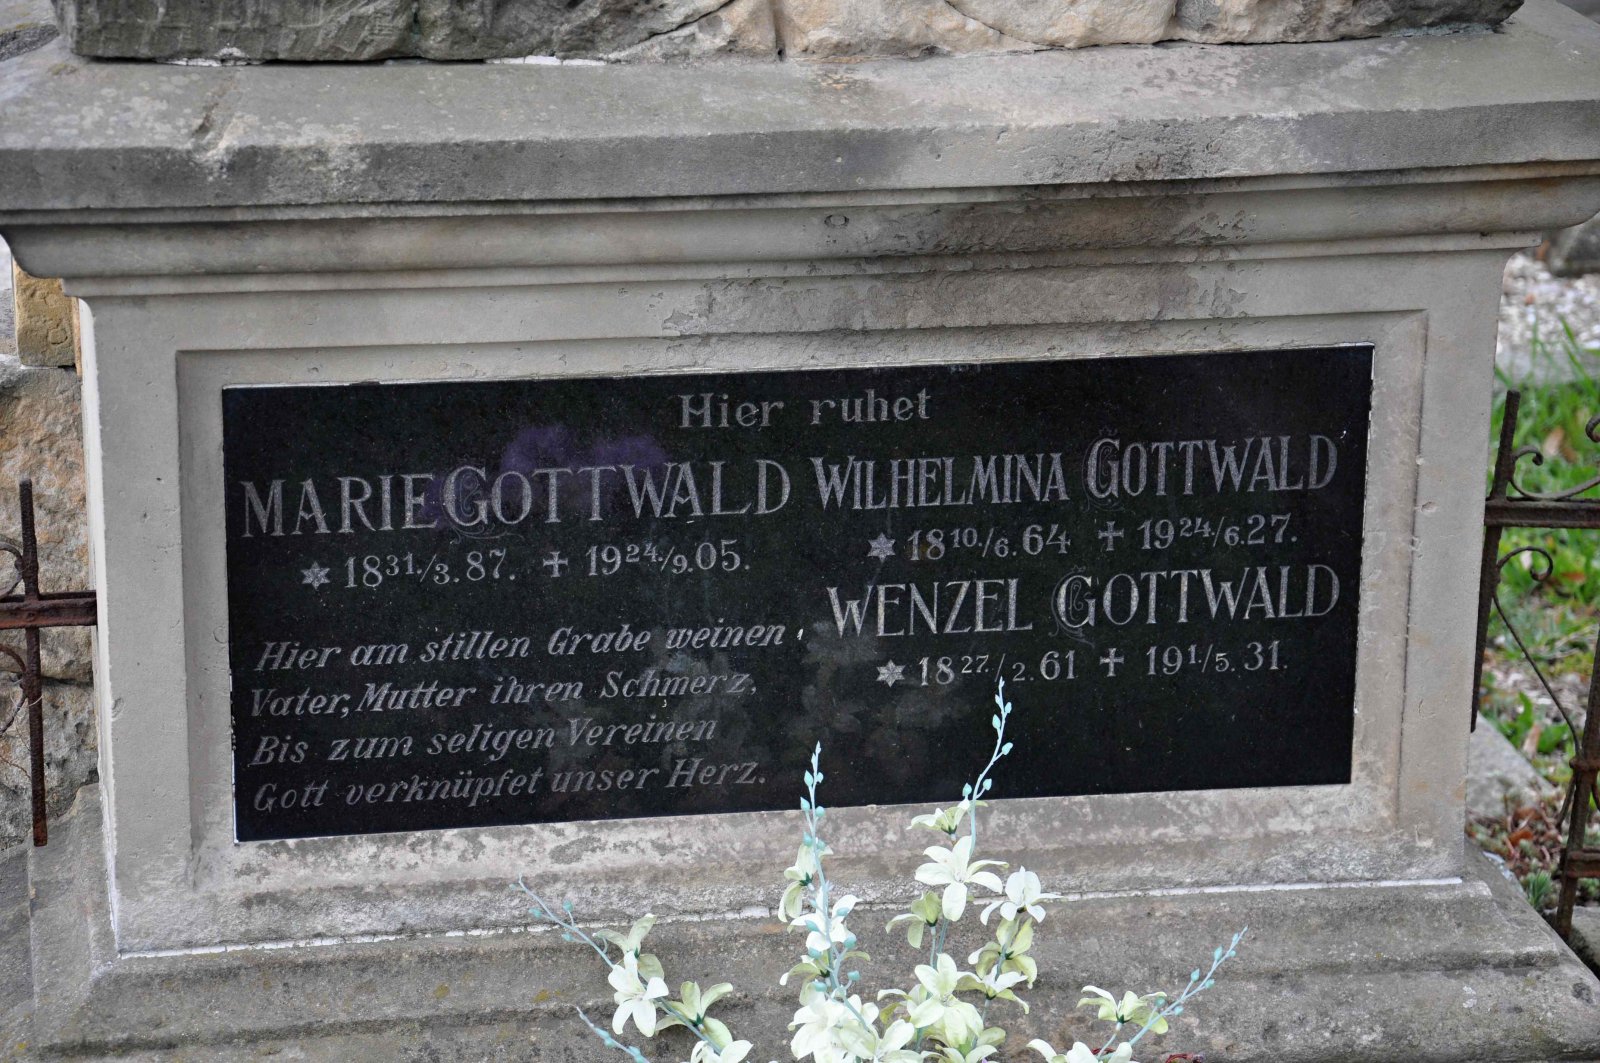 Hier ruhet
MARIE GOTTWALD
* 18 31./3. 87. + 19 24./9. 05.
Hier am stillen Grabe weinen
Vater, Mutter ihren Schmerz,
Bis zum seligen Vereinen
Gott verknüpfet unser Herz.
WILHELMINA GOTTWALD
* 18 10./6. 64 + 19 24./6. 27.
WENZEL GOTTWALD
* 18 27./2. 61 + 19 1./5. 31.